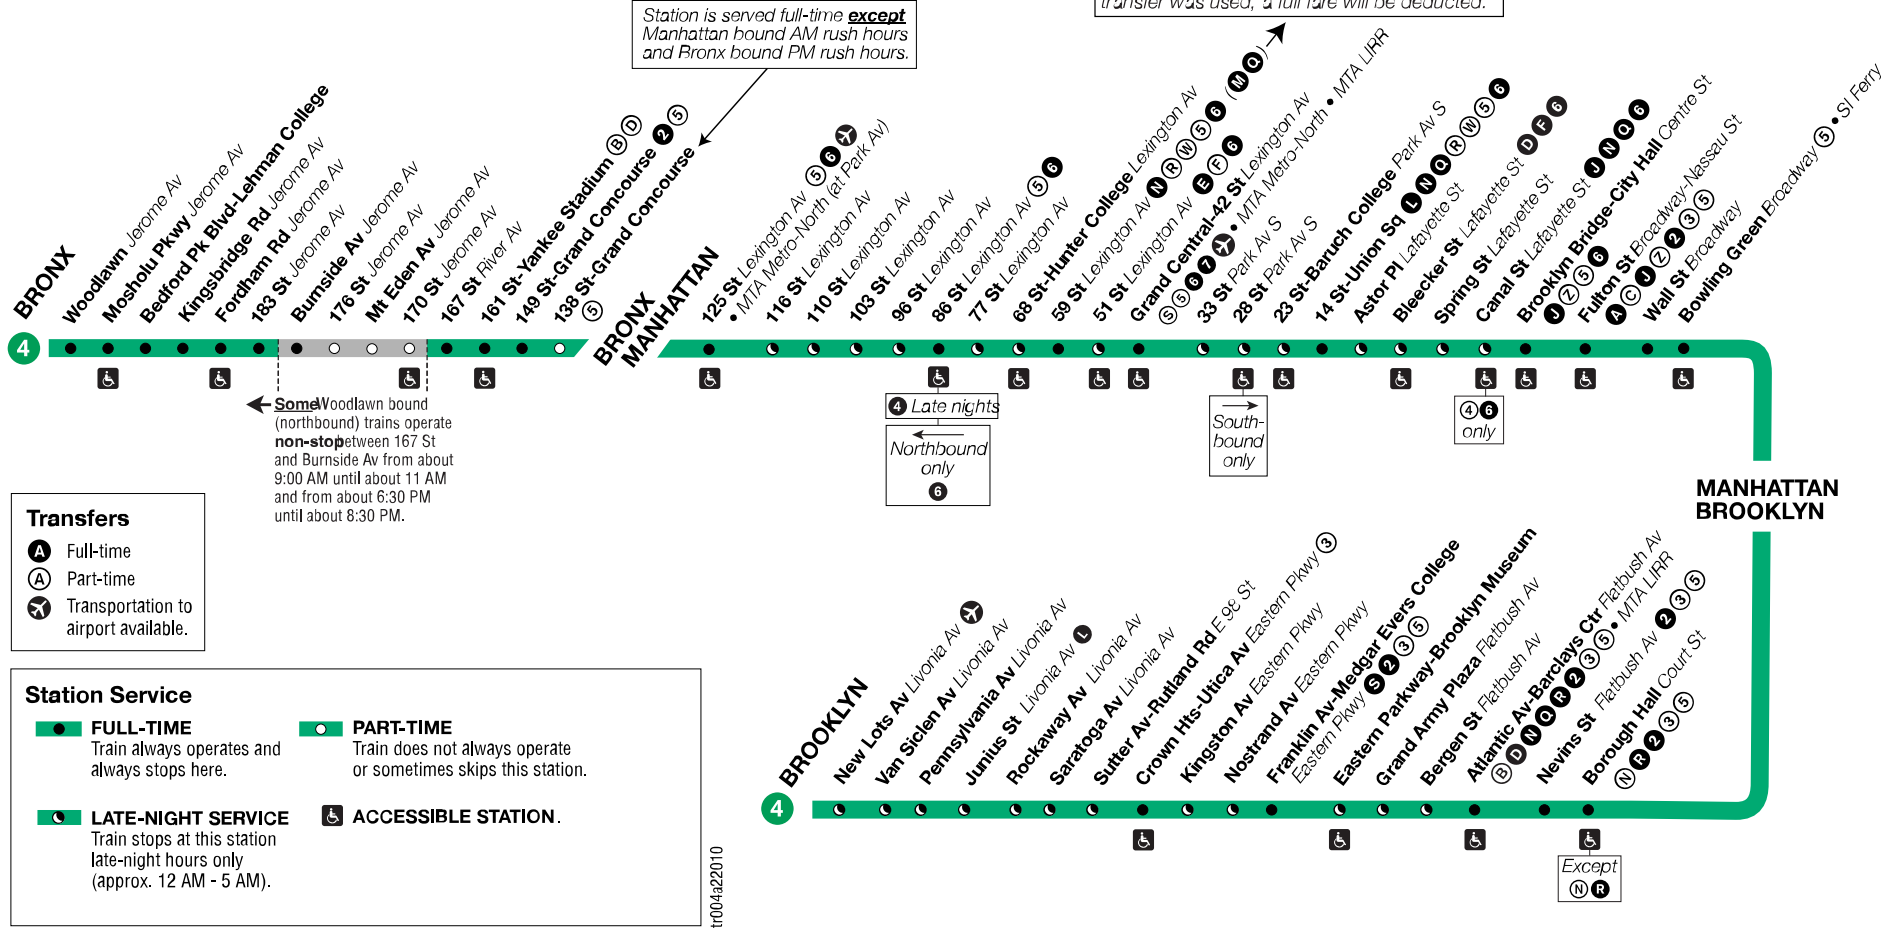 Station is served full-time except
Manhattan bound AM rush hours
and Bronx bound PM rush hours.
transfer was used, a full fare will be deducted.
BRONX
4
Woodlawn Jerome Av
Mosholu Pkwy Jerome Av
Bedford Pk Blvd-Lehman College
Kingsbridge Rd Jerome Av
Fordham Rd Jerome Av
183 St Jerome Av
Burnside Av Jerome Av
176 St Jerome Av
Mt Eden Av Jerome Av
170 St Jerome Av
167 St River Av
161 St-Yankee Stadium B D
149 St-Grand Concourse 2 5
138 St-Grand Concourse
5
BRONX
MANHATTAN
125 St Lexington Av 5 6
• MTA Metro-North (at Park Av)
116 St Lexington Av
110 St Lexington Av
103 St Lexington Av
96 St Lexington Av
86 St Lexington Av 5 6
77 St Lexington Av
68 St-Hunter College Lexington Av
59 St Lexington Av N R W 5 6 (M Q)
51 St Lexington Av E F 6
Grand Central-42 St Lexington Av
S 5 6 7 • MTA Metro-North • MTA LIRR
33 St Park Av S
28 St Park Av S
23 St-Baruch College Park Av S
14 St-Union Sq L N Q R W 5 6
Astor Pl Lafayette St
Bleecker St Lafayette St D F 6
Spring St Lafayette St
Canal St Lafayette St J N Q 6
Brooklyn Bridge-City Hall Centre St
J Z 5 6
Fulton St Broadway-Nassau St
A C J Z 2 3 5
Wall St Broadway
Bowling Green Broadway 5 • SI Ferry
Some Woodlawn bound
(northbound) trains operate
non-stop between 167 St
and Burnside Av from about
9:00 AM until about 11 AM
and from about 6:30 PM
until about 8:30 PM.
4 Late nights
Northbound
only
6
South-
bound
only
4 6
only
MANHATTAN
BROOKLYN
Transfers
A Full-time
A Part-time
Transportation to
airport available.
BROOKLYN
4
New Lots Av Livonia Av
Van Siclen Av Livonia Av
Pennsylvania Av Livonia Av
Junius St Livonia Av L
Rockaway Av Livonia Av
Saratoga Av Livonia Av
Sutter Av-Rutland Rd E 98 St
Crown Hts-Utica Av Eastern Pkwy 3
Kingston Av Eastern Pkwy
Nostrand Av Eastern Pkwy
Franklin Av-Medgar Evers College
Eastern Pkwy S 2 3 5
Eastern Parkway-Brooklyn Museum
Grand Army Plaza Flatbush Av
Bergen St Flatbush Av
Atlantic Av-Barclays Ctr Flatbush Av
B D N Q R 2 3 5 • MTA LIRR
Nevins St Flatbush Av 2 3 5
Borough Hall Court St
N R 2 3 5
Except
N R
Station Service
FULL-TIME
Train always operates and
always stops here.
PART-TIME
Train does not always operate
or sometimes skips this station.
LATE-NIGHT SERVICE
Train stops at this station
late-night hours only
(approx. 12 AM - 5 AM).
ACCESSIBLE STATION.
tr004a22010